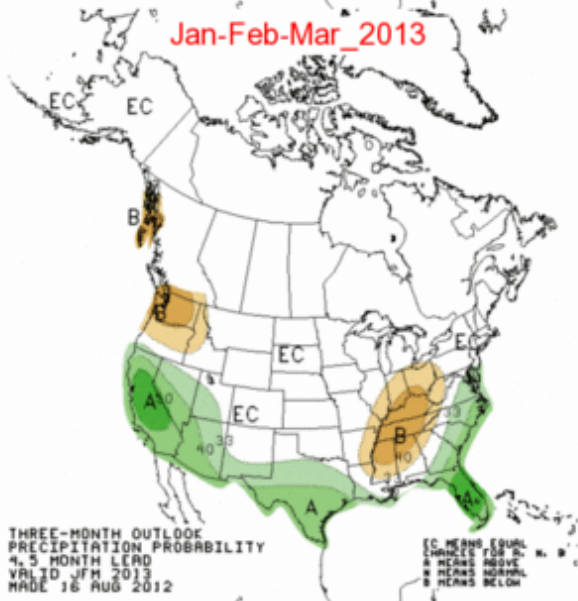 Jan-Feb-Mar_2013
EC
EC
B
B
EC
EC
A
50
EC
33
40
33
B
40
A
A
THREE-MONTH OUTLOOK
PRECIPITATION PROBABILITY
4.5 MONTH LEAD
VALID JFM 2013
MADE 16 AUG 2012
EC MEANS EQUAL
CHANCES FOR A, N, B
A MEANS ABOVE
N MEANS NORMAL
B MEANS BELOW